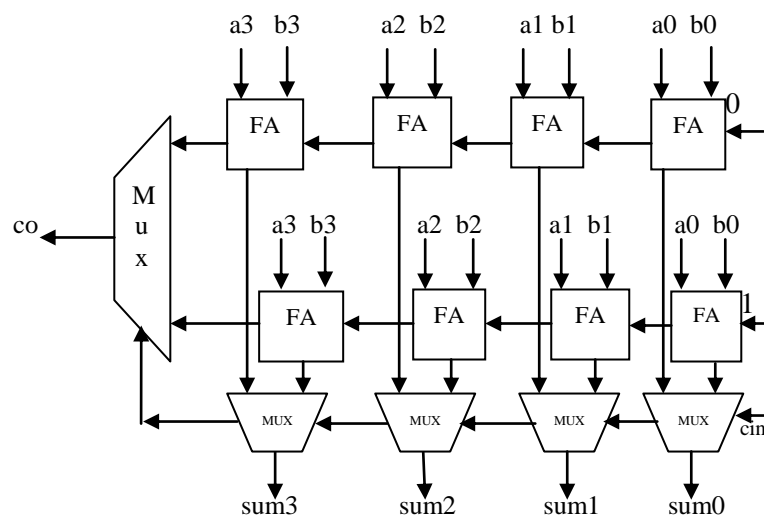 a3 b3 a2 b2 a1 b1 a0 b0
0
FA FA FA FA
M
u
x
co
a3 b3 a2 b2 a1 b1 a0 b0
1
FA FA FA FA
MUX MUX MUX MUX
cin
sum3 sum2 sum1 sum0